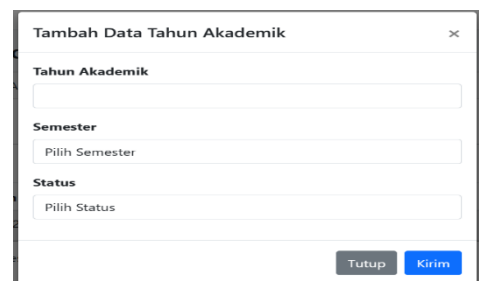 Tambah Data Tahun Akademik ×
Tahun Akademik
Semester
Pilih Semester
Status
Pilih Status
Tutup Kirim